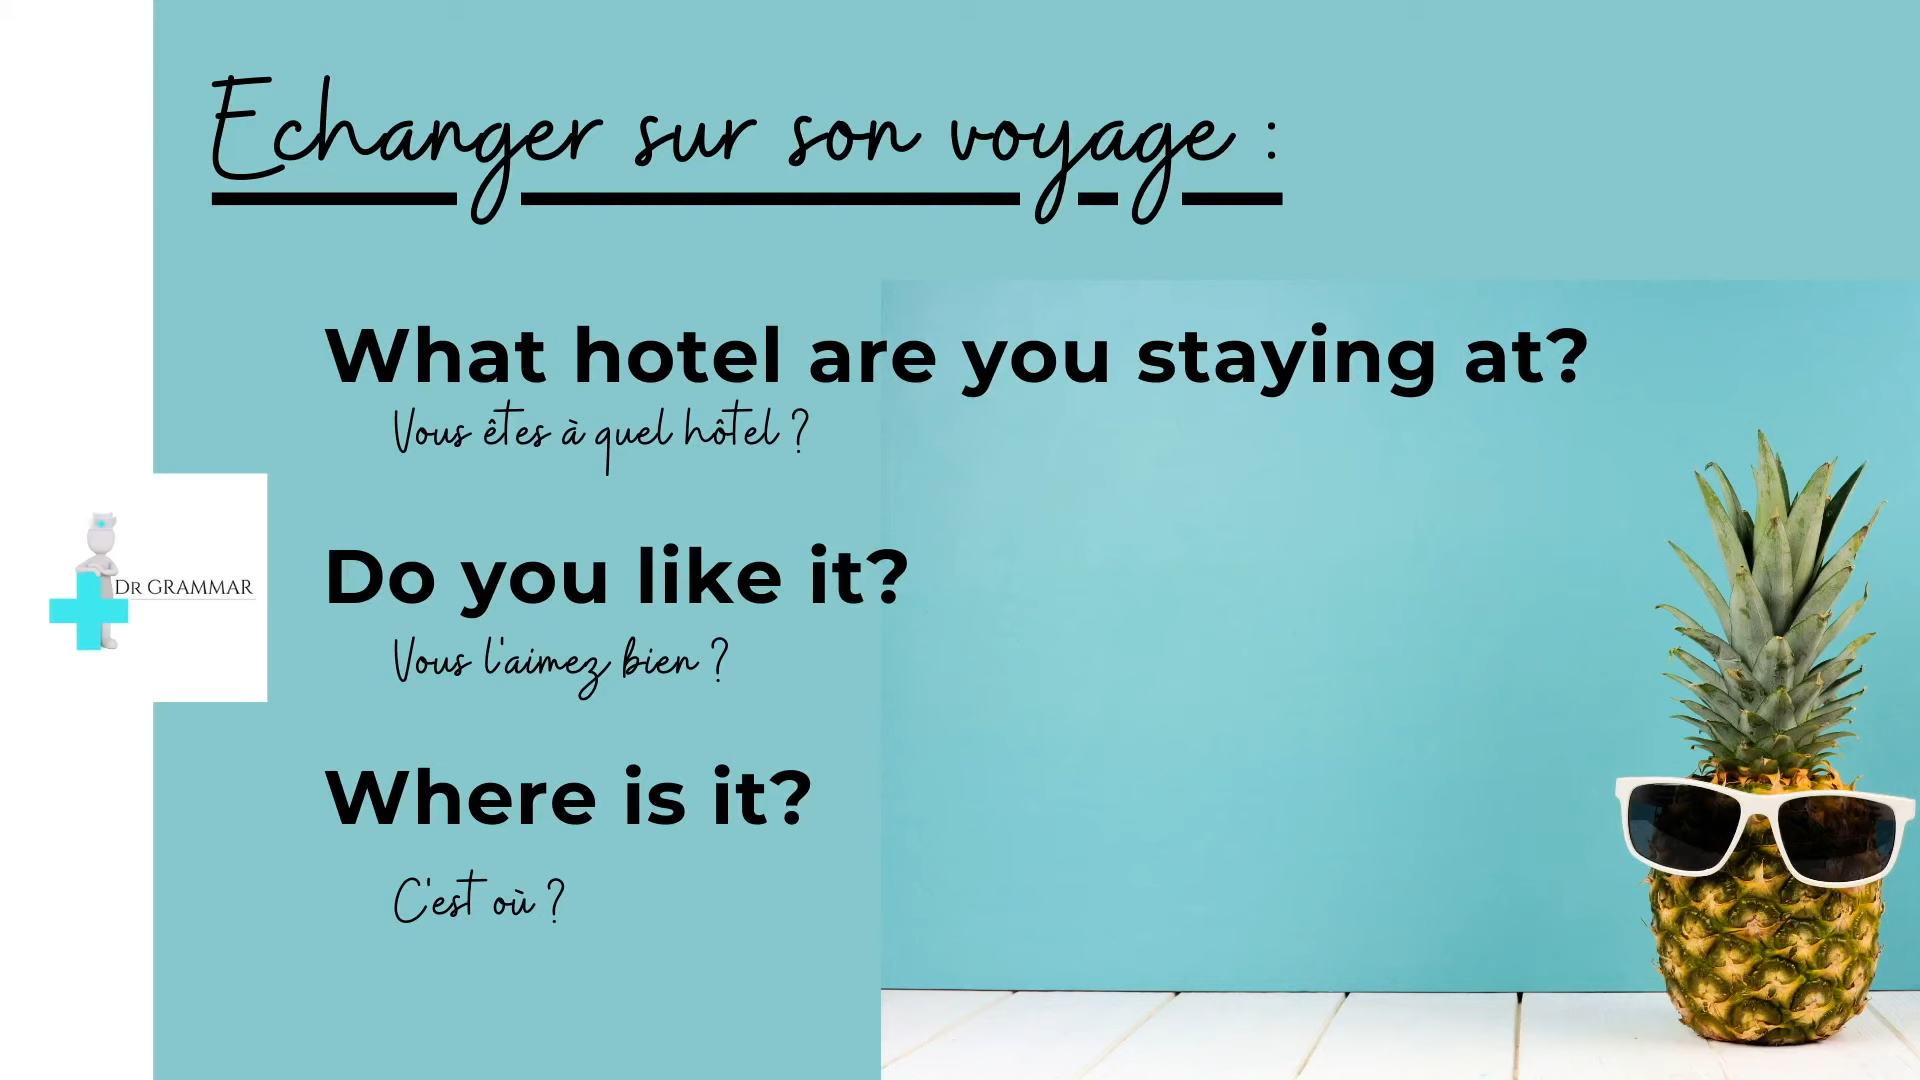 Echanger sur son voyage :
What hotel are you staying at?
Vous êtes à quel hôtel ?
Do you like it?
Vous l'aimez bien ?
DR GRAMMAR
Where is it?
C'est où ?